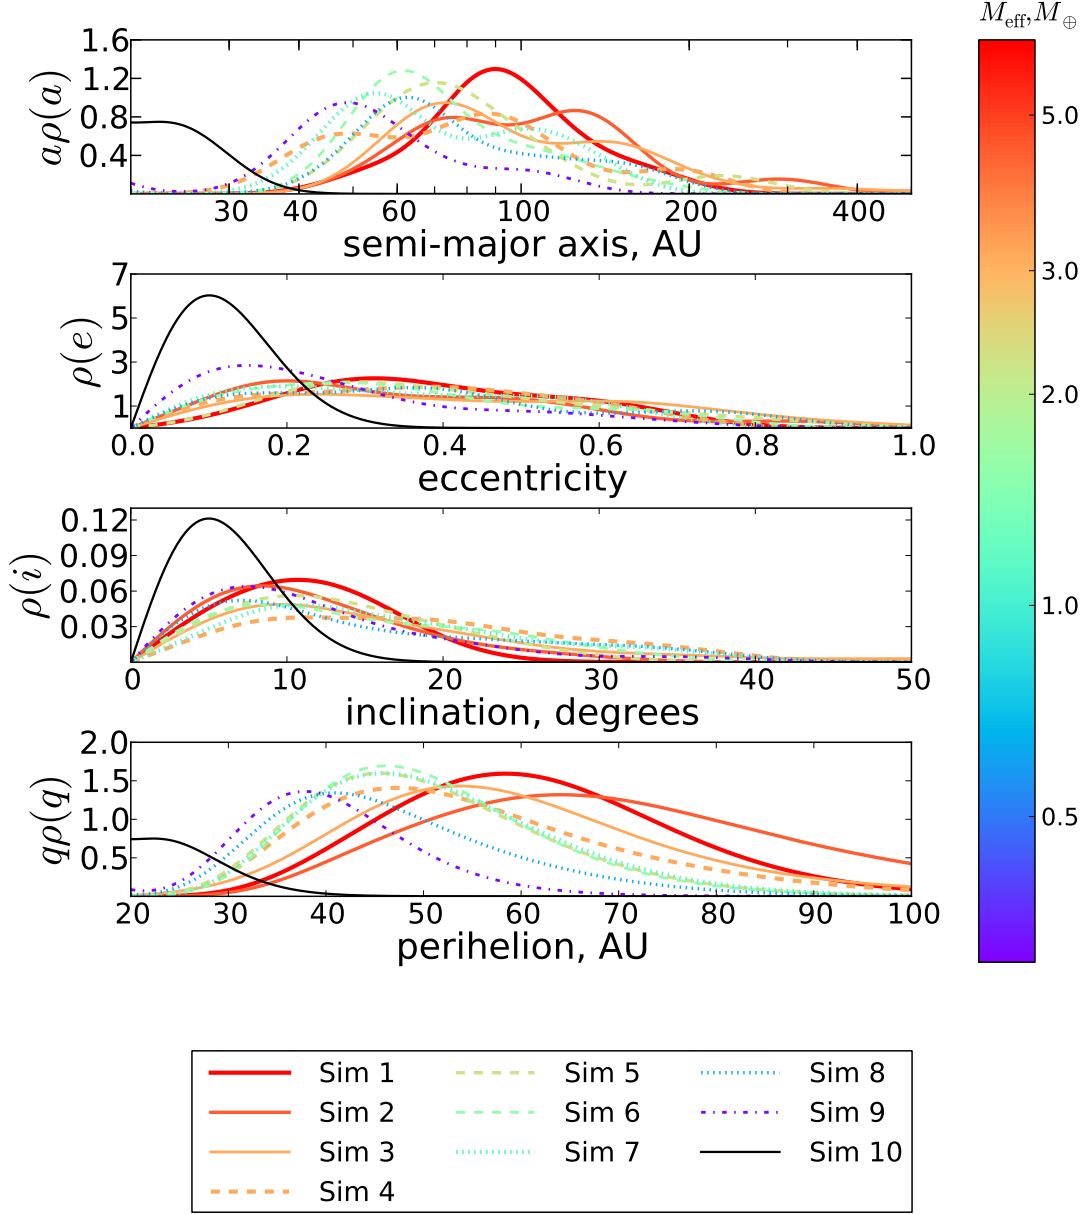 M_eff, M_⊕
1.6
1.2
0.8
0.4
aρ(a)
30 40 60 100 200 400
semi-major axis, AU
7
5
3
1
ρ(e)
0.0 0.2 0.4 0.6 0.8 1.0
eccentricity
0.12
0.09
0.06
0.03
ρ(i)
0 10 20 30 40 50
inclination, degrees
2.0
1.5
1.0
0.5
qρ(q)
20 30 40 50 60 70 80 90 100
perihelion, AU
5.0
3.0
2.0
1.0
0.5
Sim 1 Sim 5 Sim 8
Sim 2 Sim 6 Sim 9
Sim 3 Sim 7 Sim 10
Sim 4